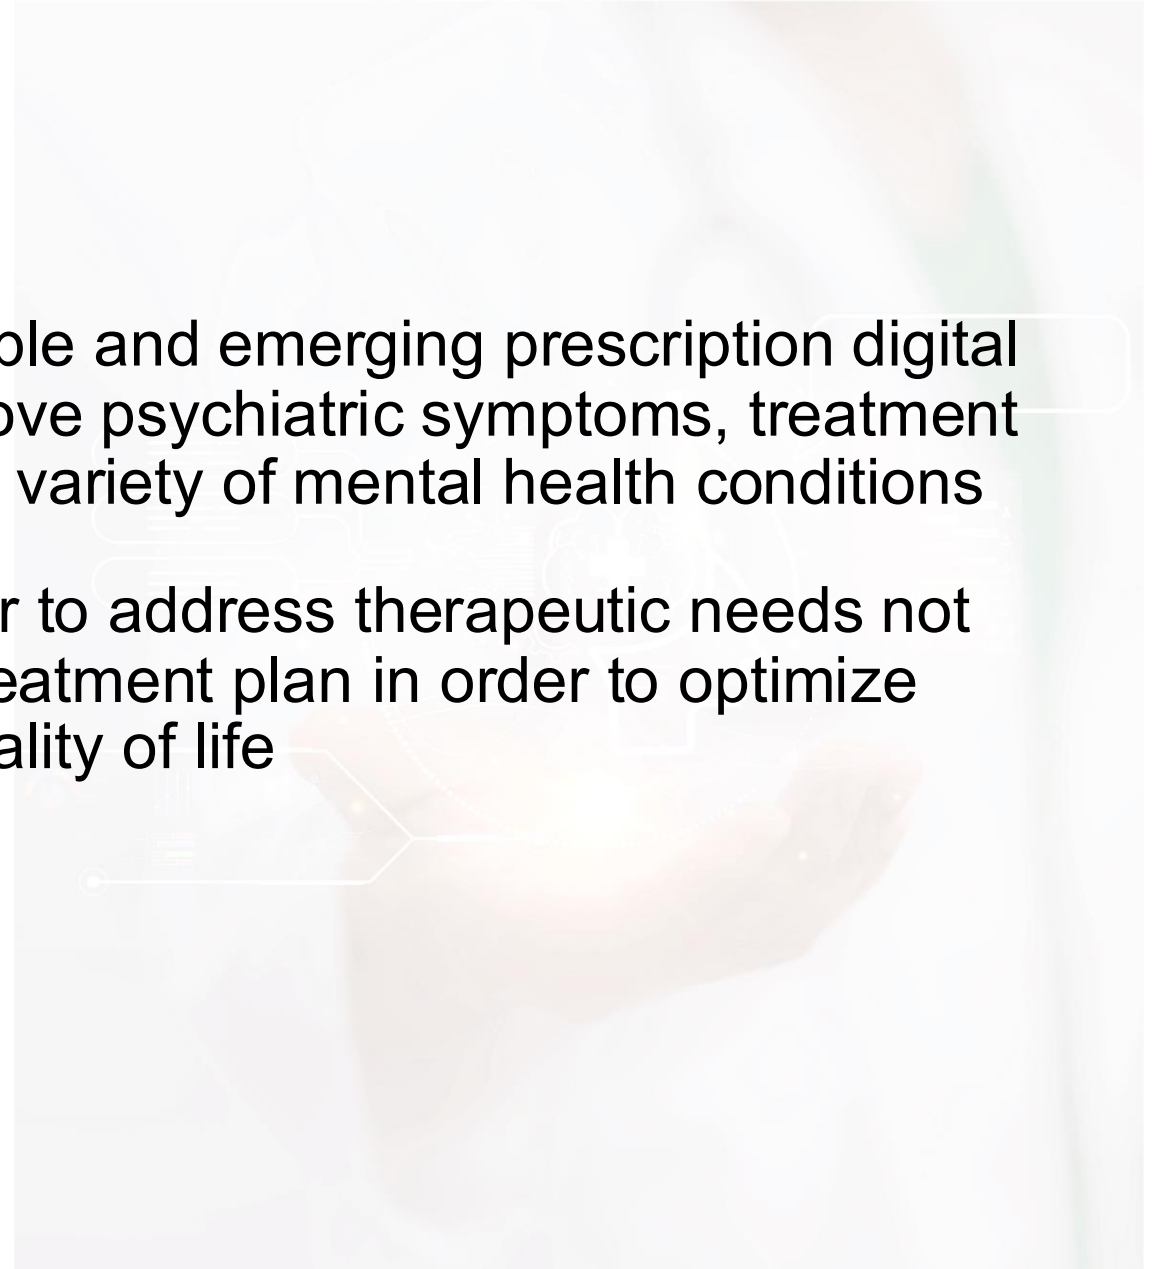 ble and emerging prescription digital
ove psychiatric symptoms, treatment
variety of mental health conditions
r to address therapeutic needs not
eatment plan in order to optimize
ality of life